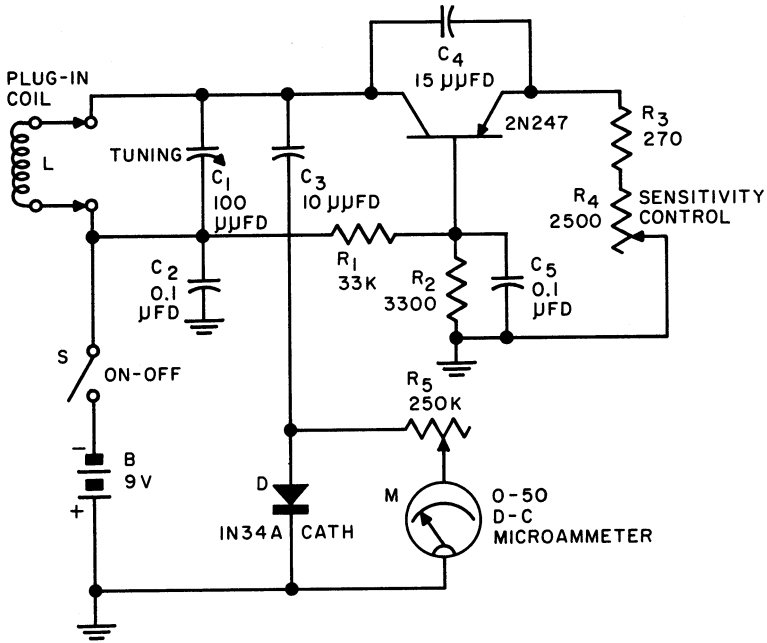 C4
15 µµFD
PLUG-IN
COIL
L
TUNING
C1
100
µµFD
C3
10 µµFD
2N247
R3
270
R4
2500
SENSITIVITY
CONTROL
C2
0.1
µFD
R1
33K
R2
3300
C5
0.1
µFD
S
ON-OFF
R5
250K
−
B
9V
+
D
1N34A CATH
M
0-50
D-C
MICROAMMETER